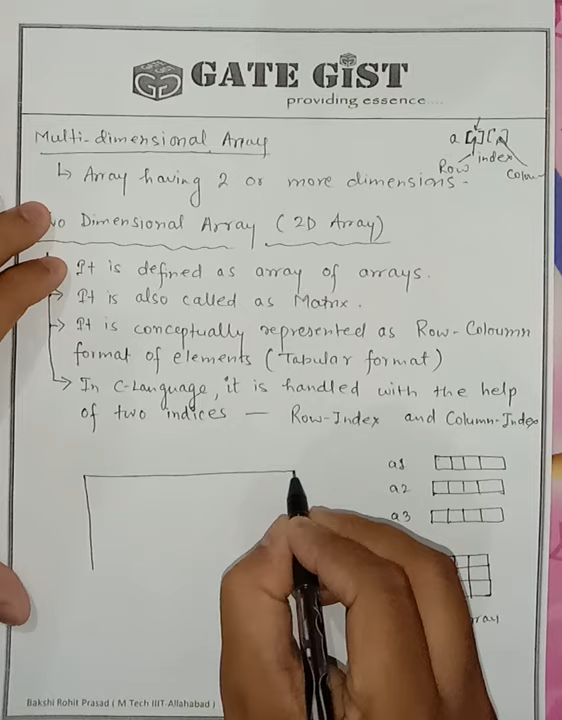 GATE GIST
providing essence....
Multi-dimensional Array
a[i][j]
Row index Colou
↳ Array having 2 or more dimensions.
Dimensional Array (2D Array)
It is defined as array of arrays.
→ It is also called as Matrix.
→ It is conceptually represented as Row-Coloumn
format of elements (Tabular format)
→ In C-Language, it is handled with the help
of two indices — Row-Index and Column-Index
a1
a2
a3
Bakshi Rohit Prasad ( M Tech IIIT-Allahabad )